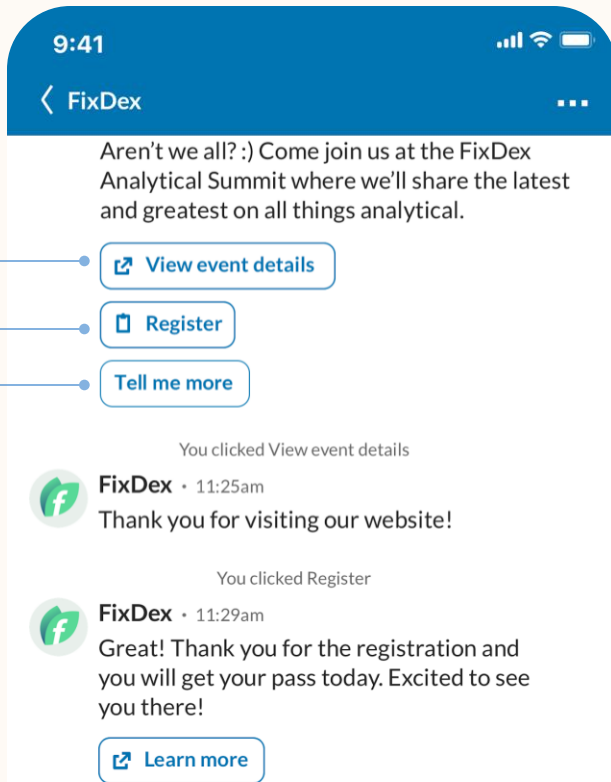 9:41
FixDex
Aren't we all? :) Come join us at the FixDex
Analytical Summit where we'll share the latest
and greatest on all things analytical.
View event details
Register
Tell me more
You clicked View event details
FixDex • 11:25am
Thank you for visiting our website!
You clicked Register
FixDex • 11:29am
Great! Thank you for the registration and
you will get your pass today. Excited to see
you there!
Learn more